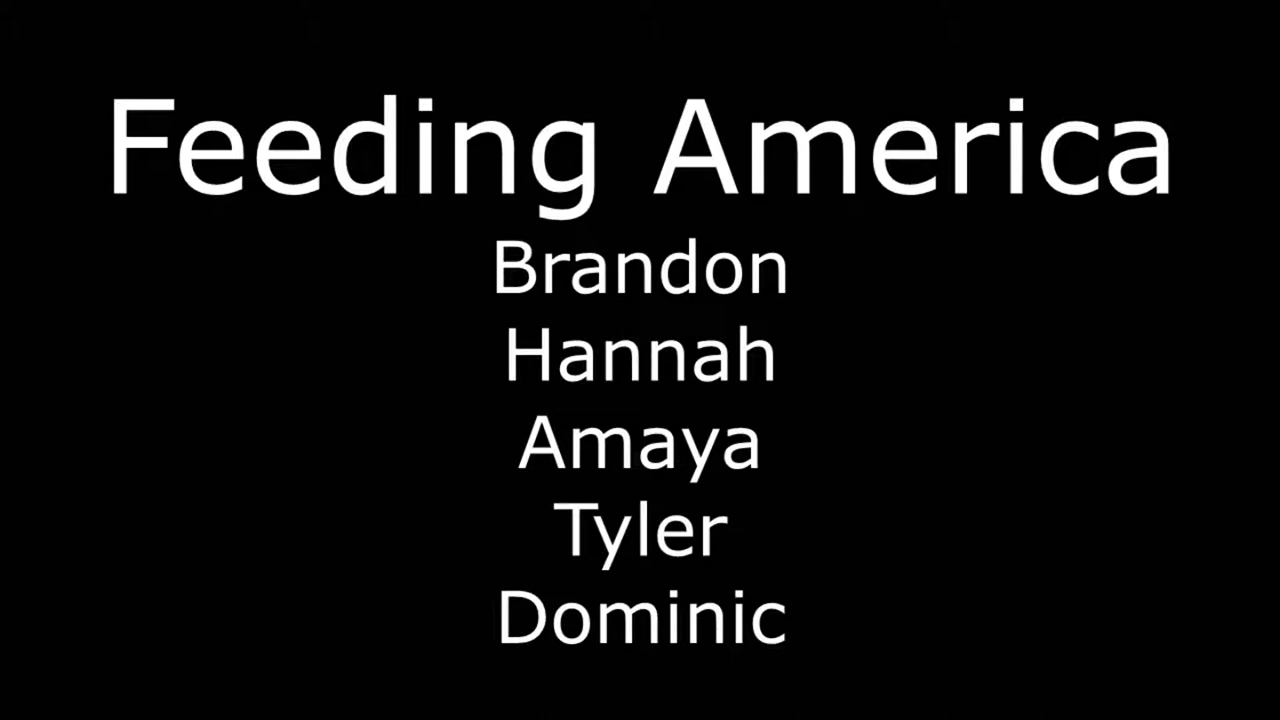 Feeding America
Brandon
Hannah
Amaya
Tyler
Dominic